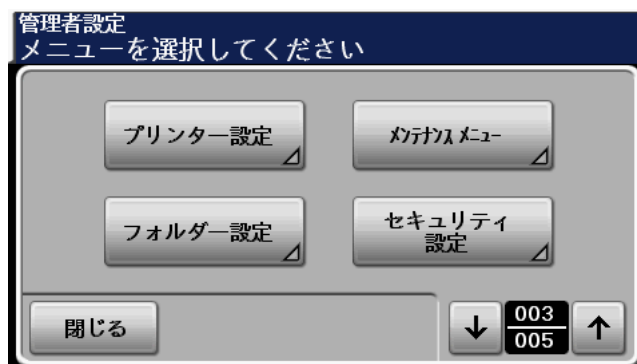 管理者設定
メニューを選択してください
プリンター設定
メンテナンス メニュー
フォルダー設定
セキュリティ
設定
閉じる
↓
003
005
↑